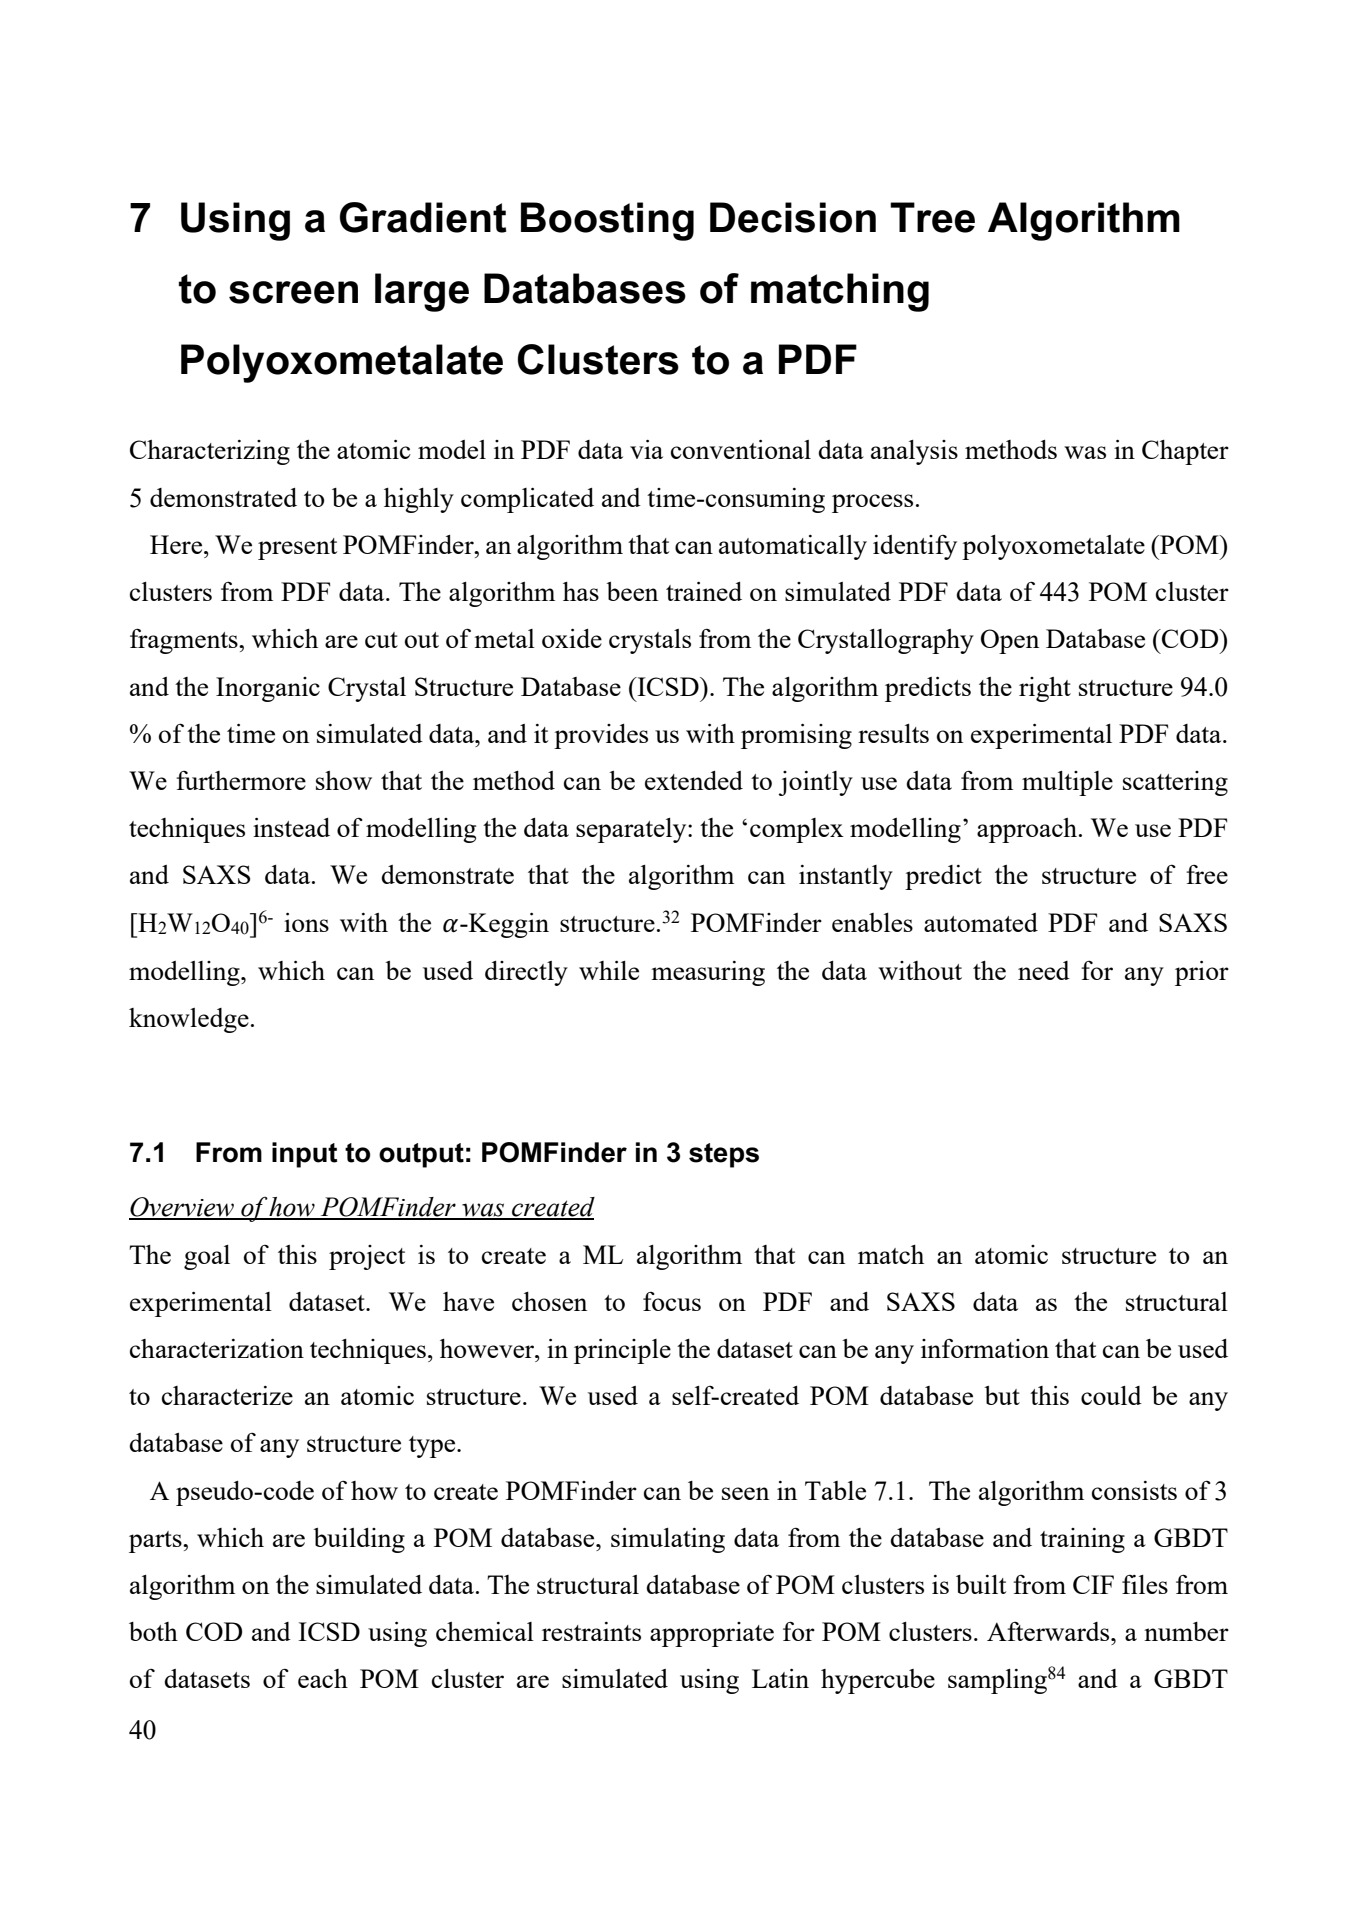 7 Using a Gradient Boosting Decision Tree Algorithm
to screen large Databases of matching
Polyoxometalate Clusters to a PDF
Characterizing the atomic model in PDF data via conventional data analysis methods was in Chapter
5 demonstrated to be a highly complicated and time-consuming process.
Here, We present POMFinder, an algorithm that can automatically identify polyoxometalate (POM)
clusters from PDF data. The algorithm has been trained on simulated PDF data of 443 POM cluster
fragments, which are cut out of metal oxide crystals from the Crystallography Open Database (COD)
and the Inorganic Crystal Structure Database (ICSD). The algorithm predicts the right structure 94.0
% of the time on simulated data, and it provides us with promising results on experimental PDF data.
We furthermore show that the method can be extended to jointly use data from multiple scattering
techniques instead of modelling the data separately: the ‘complex modelling’ approach. We use PDF
and SAXS data. We demonstrate that the algorithm can instantly predict the structure of free
[H₂W₁₂O₄₀]⁶⁻ ions with the α-Keggin structure.³² POMFinder enables automated PDF and SAXS
modelling, which can be used directly while measuring the data without the need for any prior
knowledge.
7.1 From input to output: POMFinder in 3 steps
Overview of how POMFinder was created
The goal of this project is to create a ML algorithm that can match an atomic structure to an
experimental dataset. We have chosen to focus on PDF and SAXS data as the structural
characterization techniques, however, in principle the dataset can be any information that can be used
to characterize an atomic structure. We used a self-created POM database but this could be any
database of any structure type.
A pseudo-code of how to create POMFinder can be seen in Table 7.1. The algorithm consists of 3
parts, which are building a POM database, simulating data from the database and training a GBDT
algorithm on the simulated data. The structural database of POM clusters is built from CIF files from
both COD and ICSD using chemical restraints appropriate for POM clusters. Afterwards, a number
of datasets of each POM cluster are simulated using Latin hypercube sampling⁸⁴ and a GBDT
40